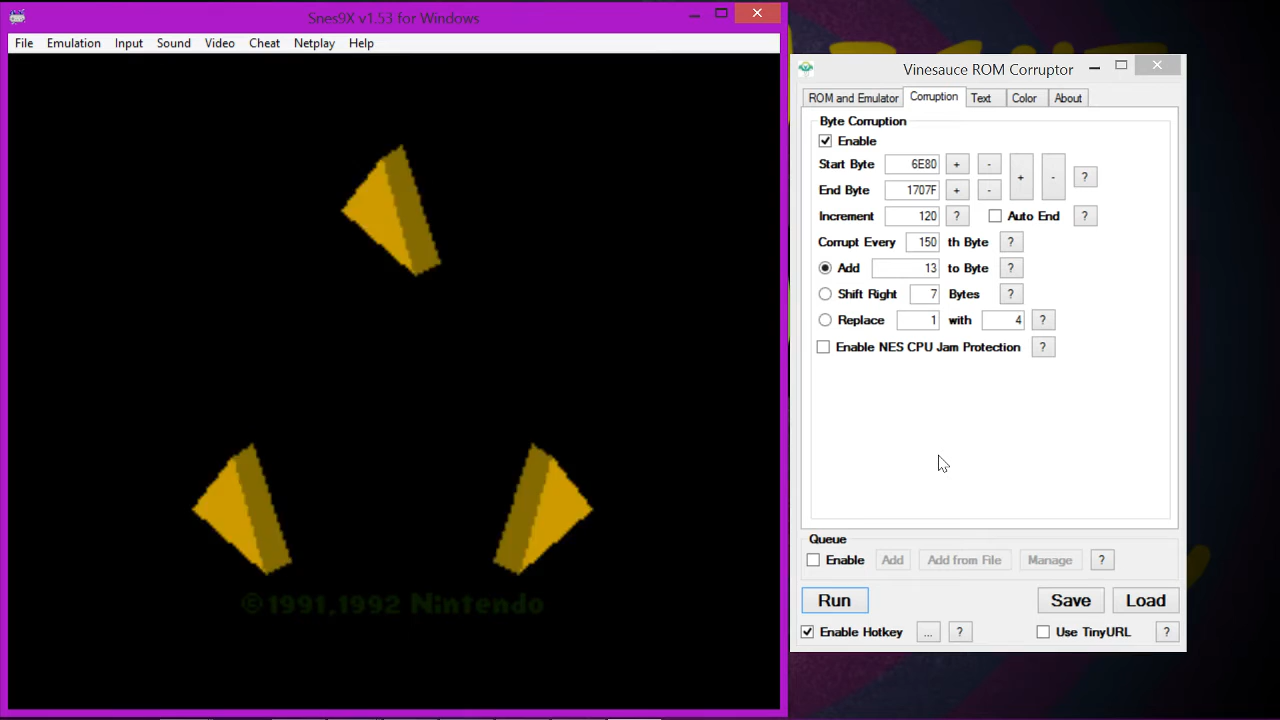 Snes9X v1.53 for Windows
File Emulation Input Sound Video Cheat Netplay Help
©1991,1992 Nintendo
Vinesauce ROM Corruptor
ROM and Emulator Corruption Text Color About
Byte Corruption
Enable
Start Byte 6E80 + - + - ?
End Byte 1707F + -
Increment 120 ? Auto End ?
Corrupt Every 150 th Byte ?
Add 13 to Byte ?
Shift Right 7 Bytes ?
Replace 1 with 4 ?
Enable NES CPU Jam Protection ?
Queue
Enable Add Add from File Manage ?
Run Save Load
Enable Hotkey ... ? Use TinyURL ?